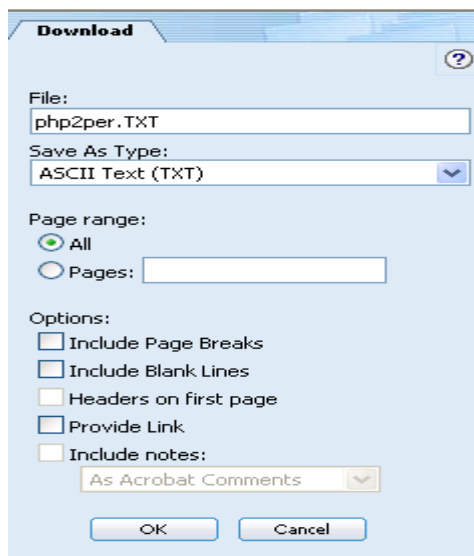 Download
?
File:
php2per.TXT
Save As Type:
ASCII Text (TXT)
Page range:
All
Pages:
Options:
Include Page Breaks
Include Blank Lines
Headers on first page
Provide Link
Include notes:
As Acrobat Comments
OK Cancel